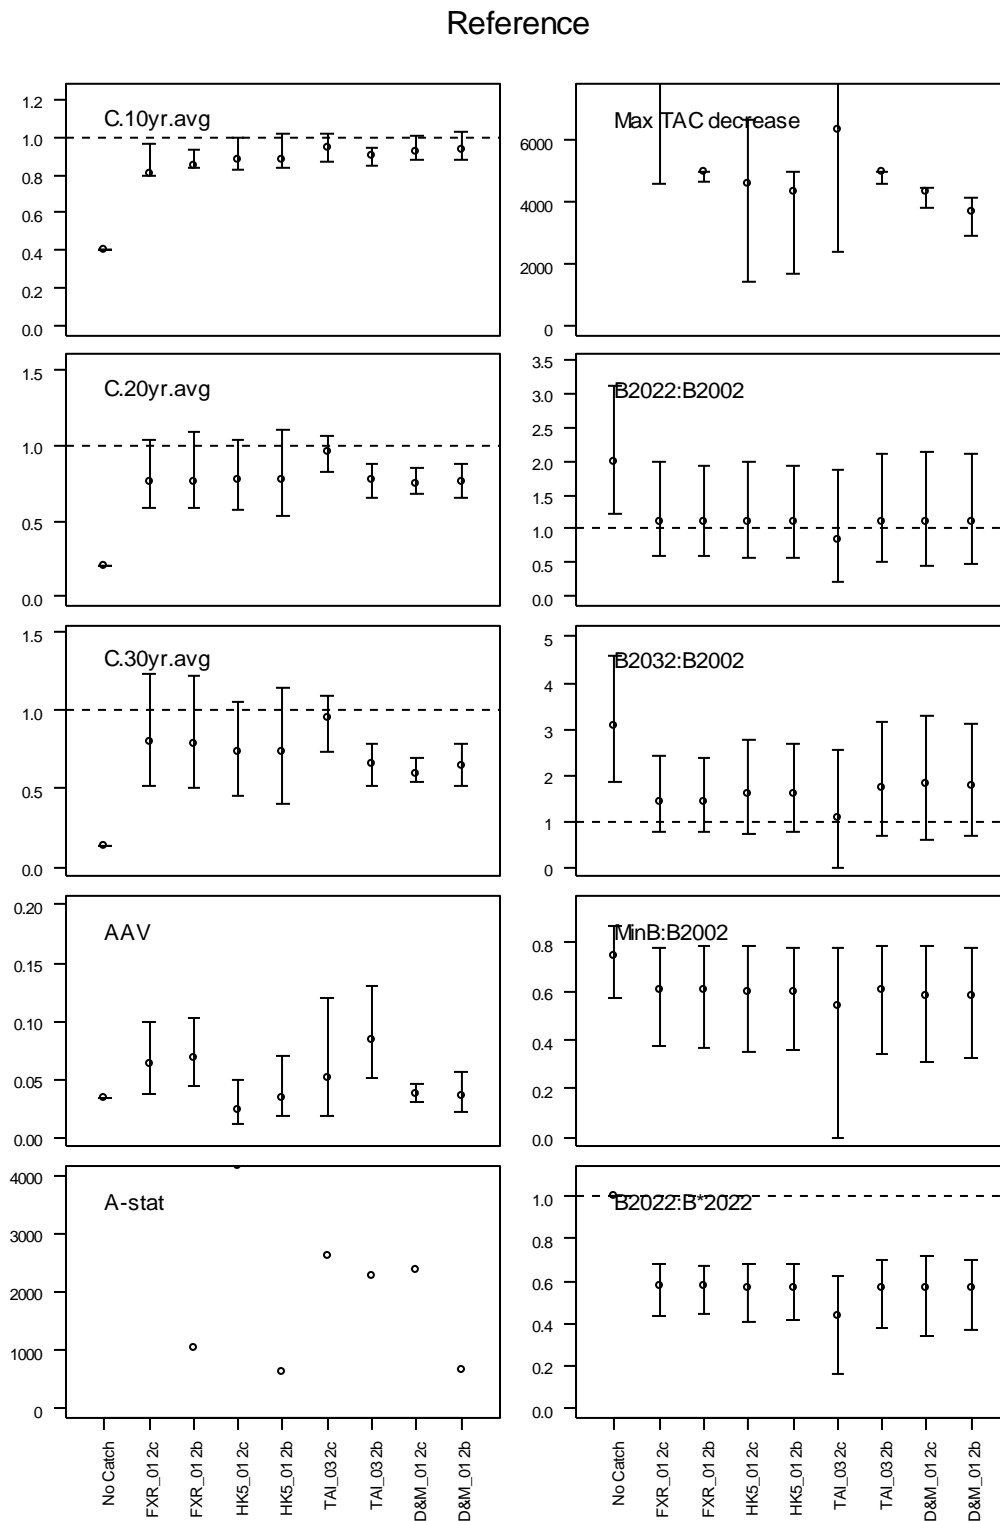 Reference
C.10yr.avg
1.2
1.0
0.8
0.6
0.4
0.2
0.0
Max TAC decrease
6000
4000
2000
0
C.20yr.avg
1.5
1.0
0.5
0.0
B2022:B2002
3.5
3.0
2.5
2.0
1.5
1.0
0.5
0.0
C.30yr.avg
1.5
1.0
0.5
0.0
B2032:B2002
5
4
3
2
1
0
AAV
0.20
0.15
0.10
0.05
0.00
MinB:B2002
0.8
0.6
0.4
0.2
0.0
A-stat
4000
3000
2000
1000
0
B2022:B*2022
1.0
0.8
0.6
0.4
0.2
0.0
No Catch
FXR_01 2c
FXR_01 2b
HK5_01 2c
HK5_01 2b
TAI_03 2c
TAI_03 2b
D&M_01 2c
D&M_01 2b
No Catch
FXR_01 2c
FXR_01 2b
HK5_01 2c
HK5_01 2b
TAI_03 2c
TAI_03 2b
D&M_01 2c
D&M_01 2b